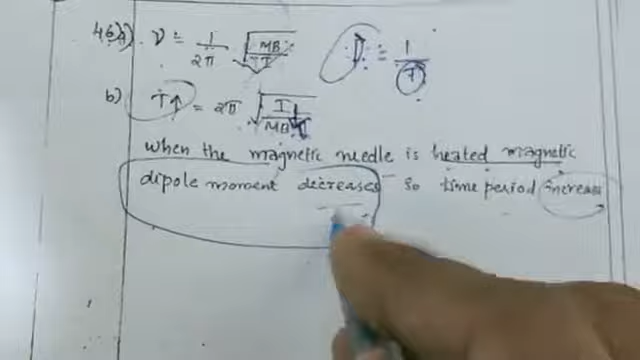 46)a) ν = 1/2π √MB/I ν = 1/T
b) T↑ = 2π √I/MB↓
when the magnetic needle is heated magnetic
dipole moment decreases so time period increases